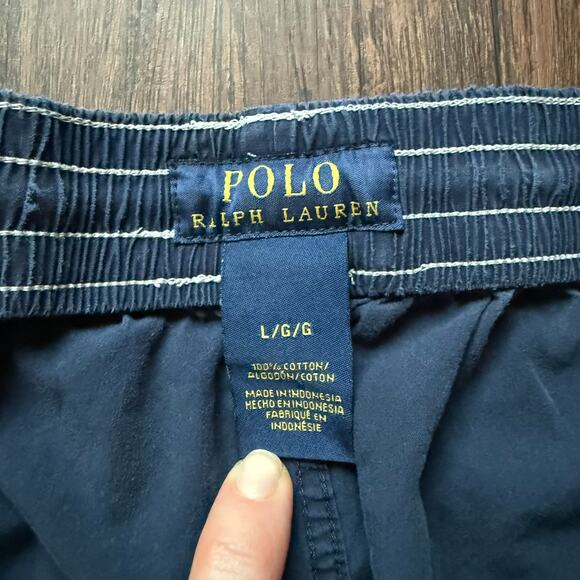 POLO
RALPH LAUREN
L/G/G
100% COTTON/
ALGODÓN/COTON
MADE IN INDONESIA
HECHO EN INDONESIA
FABRIQUÉ EN
INDONÉSIE